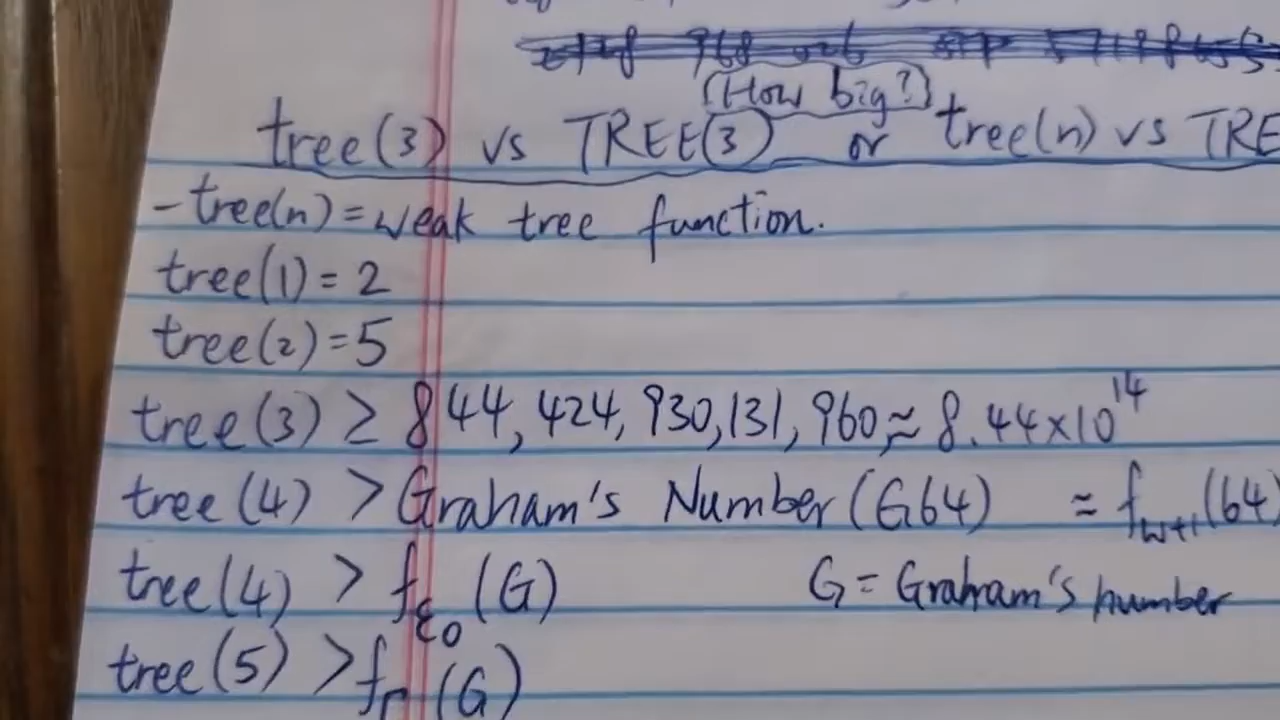 (How big?)
tree(3) vs TREE(3) or tree(n) vs TRE
-tree(n)=weak tree function.
tree(1)=2
tree(2)=5
tree(3) ≥ 844,424,930,131,960 ≈ 8.44×10¹⁴
tree(4) > Graham's Number (G64) ≈ fω+1(64)
tree(4) > fε0 (G) G = Graham's number
tree(5) > fΓ (G)